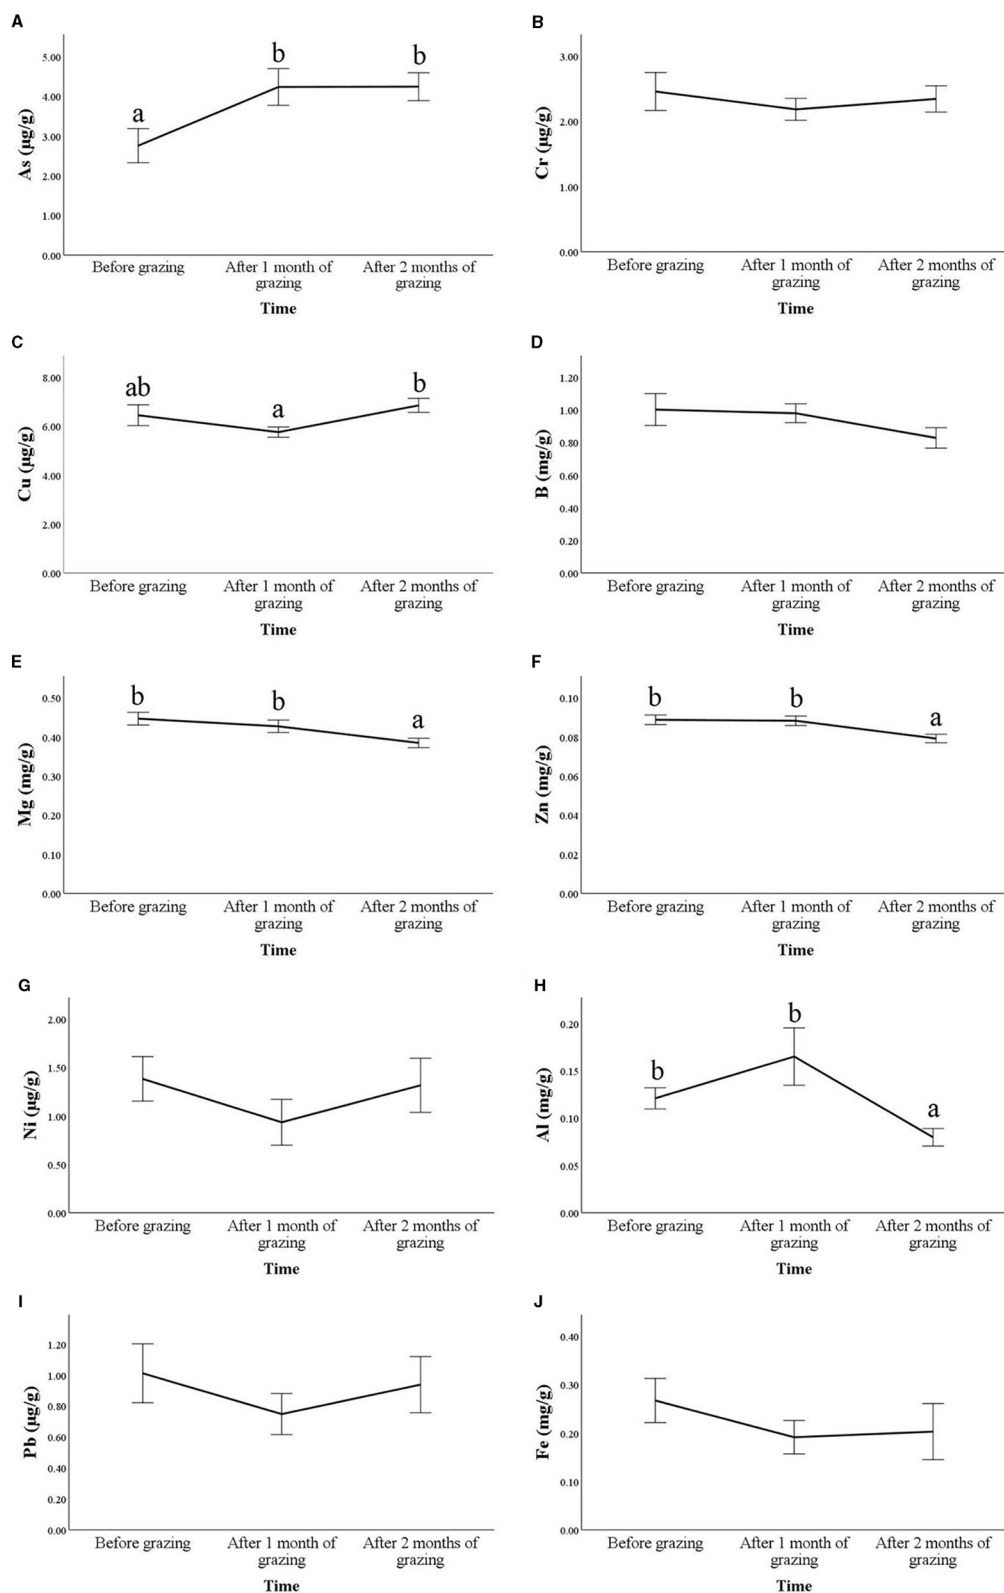 A
As (µg/g)
5.00
4.00
3.00
2.00
1.00
0.00
a
b
b
Before grazing
After 1 month of
grazing
After 2 months of
grazing
Time
B
Cr (µg/g)
3.00
2.00
1.00
0.00
Before grazing
After 1 month of
grazing
After 2 months of
grazing
Time
C
Cu (µg/g)
8.00
6.00
4.00
2.00
0.00
ab
a
b
Before grazing
After 1 month of
grazing
After 2 months of
grazing
Time
D
B (mg/g)
1.20
1.00
0.80
0.60
0.40
0.20
0.00
Before grazing
After 1 month of
grazing
After 2 months of
grazing
Time
E
Mg (mg/g)
0.50
0.40
0.30
0.20
0.10
0.00
b
b
a
Before grazing
After 1 month of
grazing
After 2 months of
grazing
Time
F
Zn (mg/g)
0.10
0.08
0.06
0.04
0.02
0.00
b
b
a
Before grazing
After 1 month of
grazing
After 2 months of
grazing
Time
G
Ni (µg/g)
2.00
1.50
1.00
0.50
0.00
Before grazing
After 1 month of
grazing
After 2 months of
grazing
Time
H
Al (mg/g)
0.20
0.15
0.10
0.05
0.00
b
b
a
Before grazing
After 1 month of
grazing
After 2 months of
grazing
Time
I
Pb (µg/g)
1.20
1.00
0.80
0.60
0.40
0.20
0.00
Before grazing
After 1 month of
grazing
After 2 months of
grazing
Time
J
Fe (mg/g)
0.40
0.30
0.20
0.10
0.00
Before grazing
After 1 month of
grazing
After 2 months of
grazing
Time